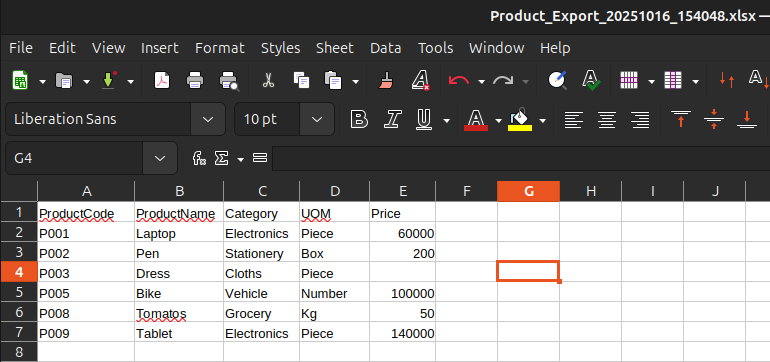 Product_Export_20251016_154048.xlsx —
File Edit View Insert Format Styles Sheet Data Tools Window Help
Liberation Sans 10 pt B I U A
G4 fx Σ =
A B C D E F G H I J
1 ProductCode ProductName Category UOM Price
2 P001 Laptop Electronics Piece 60000
3 P002 Pen Stationery Box 200
4 P003 Dress Cloths Piece
5 P005 Bike Vehicle Number 100000
6 P008 Tomatos Grocery Kg 50
7 P009 Tablet Electronics Piece 140000
8